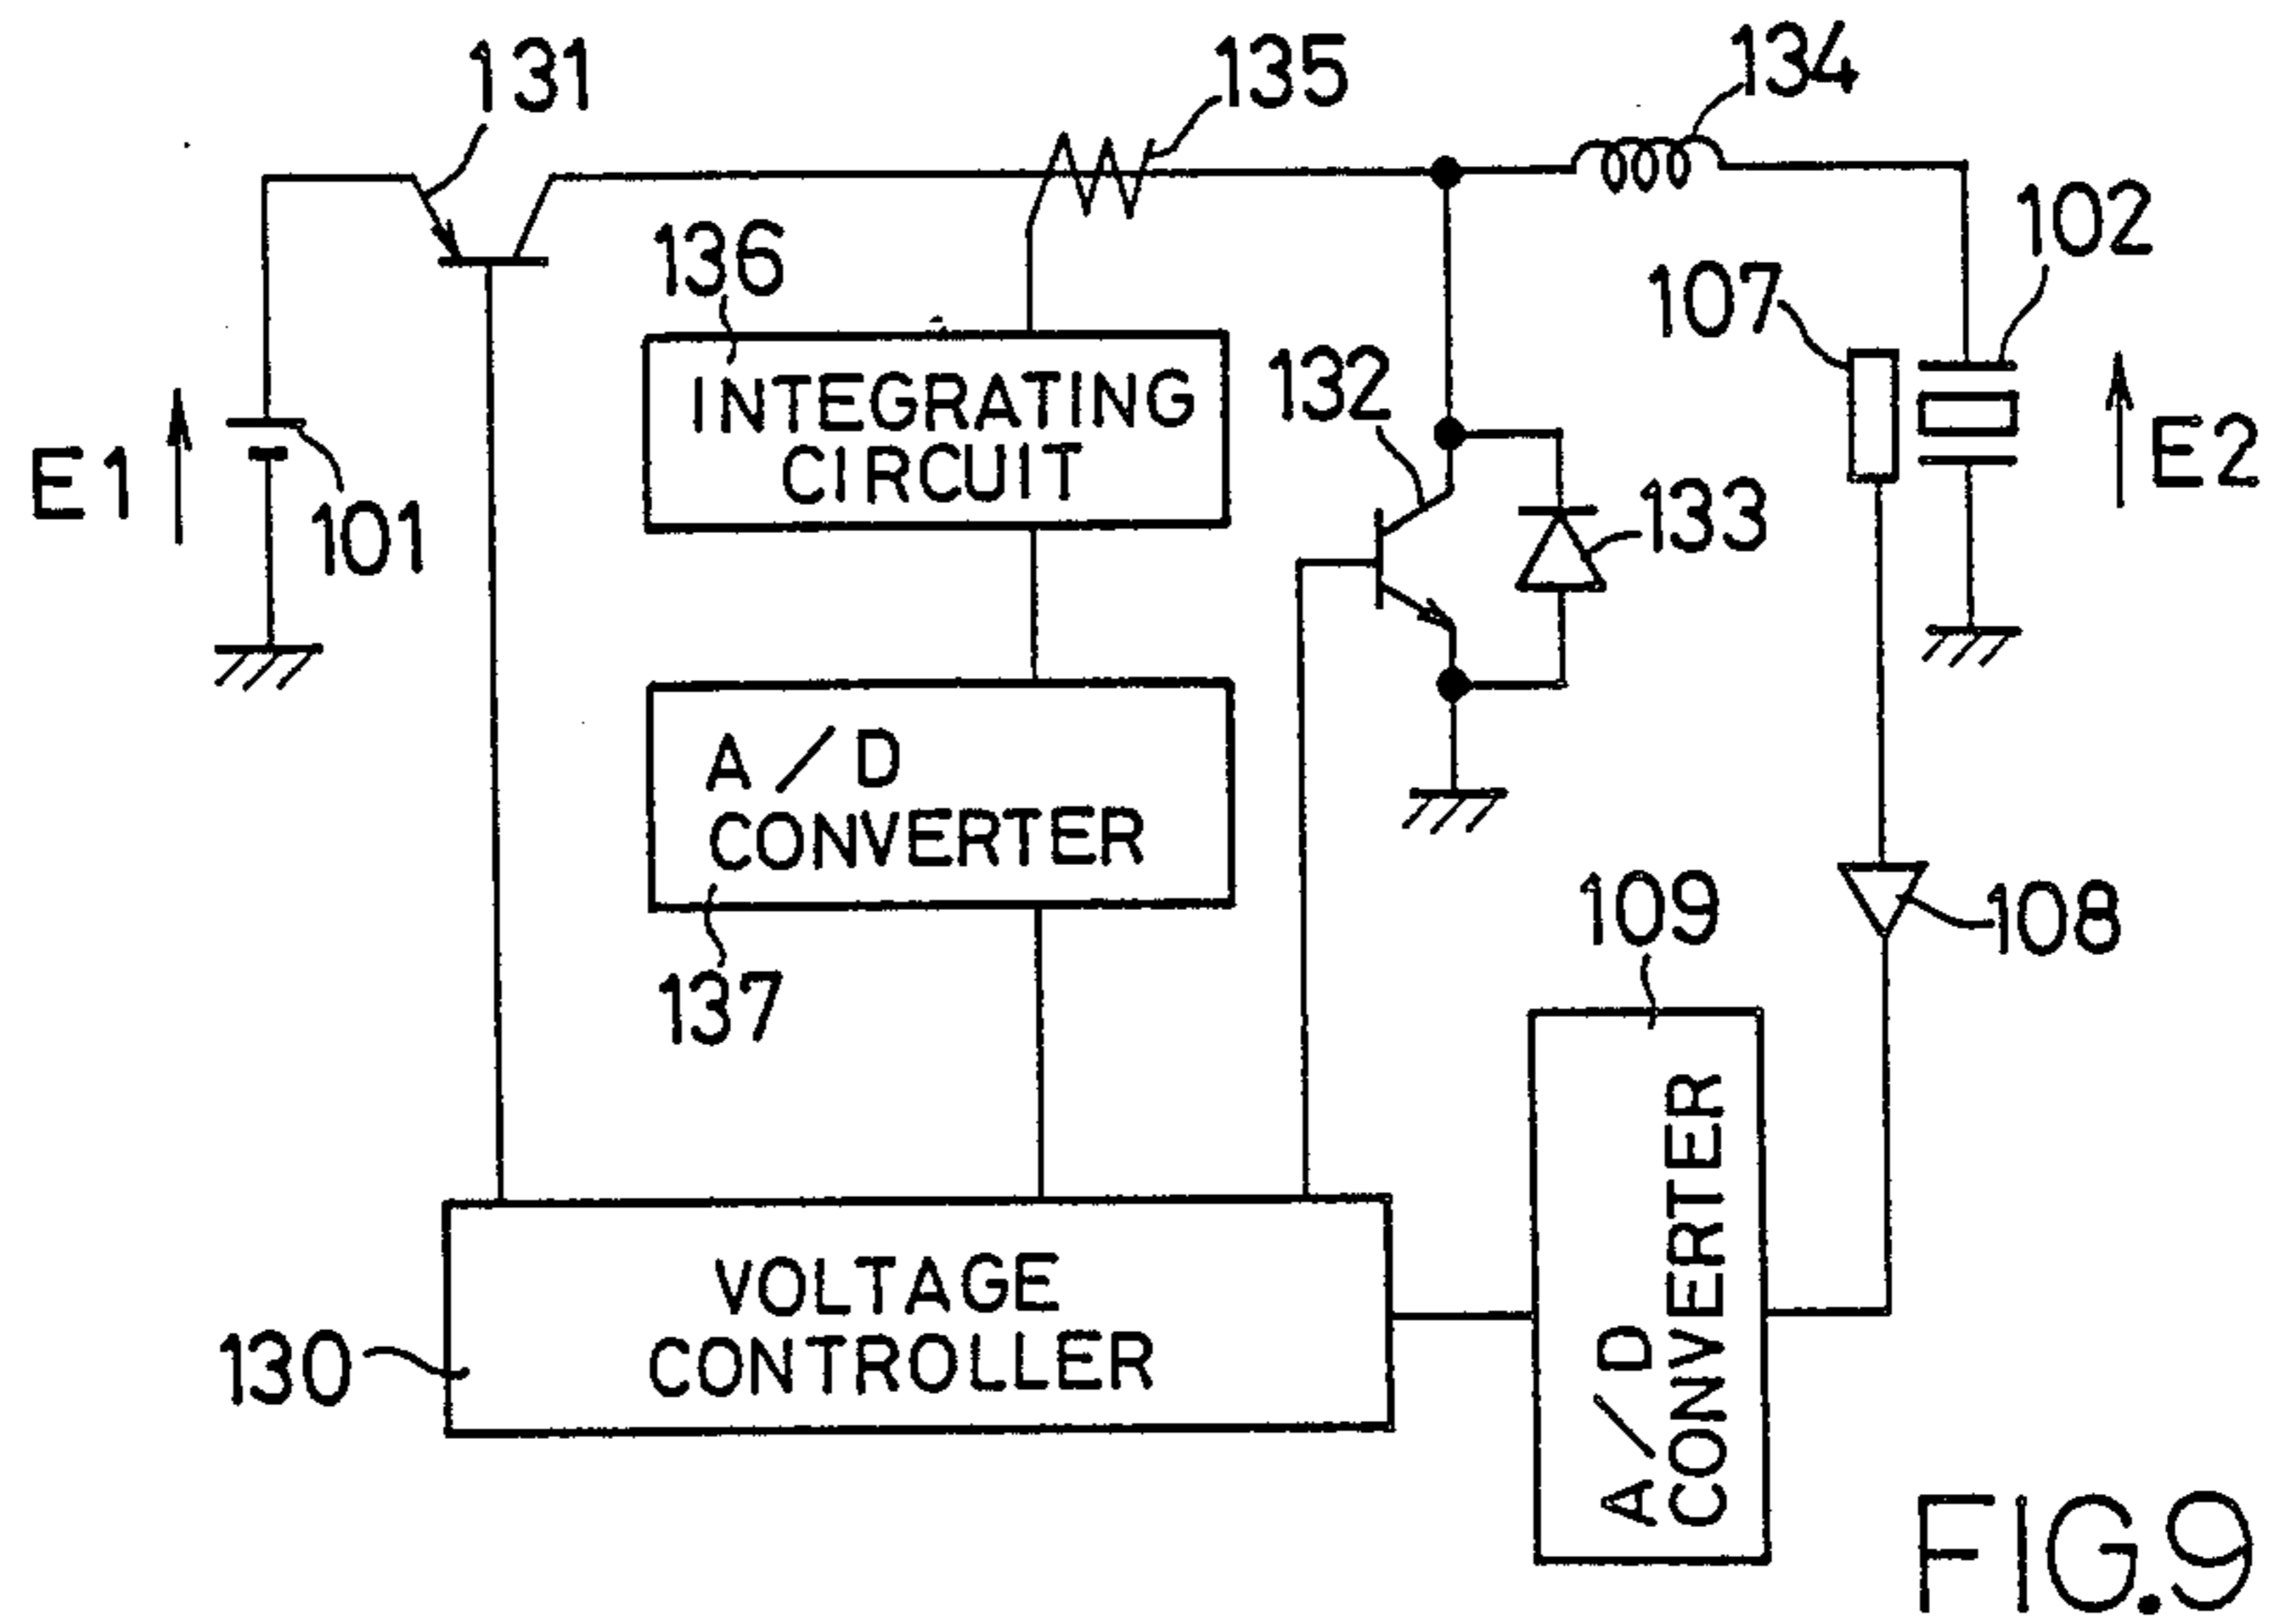 131
135
134
136
102
107
INTEGRATING
CIRCUIT
132
E1
101
E2
133
A/D
CONVERTER
109
108
137
A/D
CONVERTER
VOLTAGE
CONTROLLER
130
FIG.9